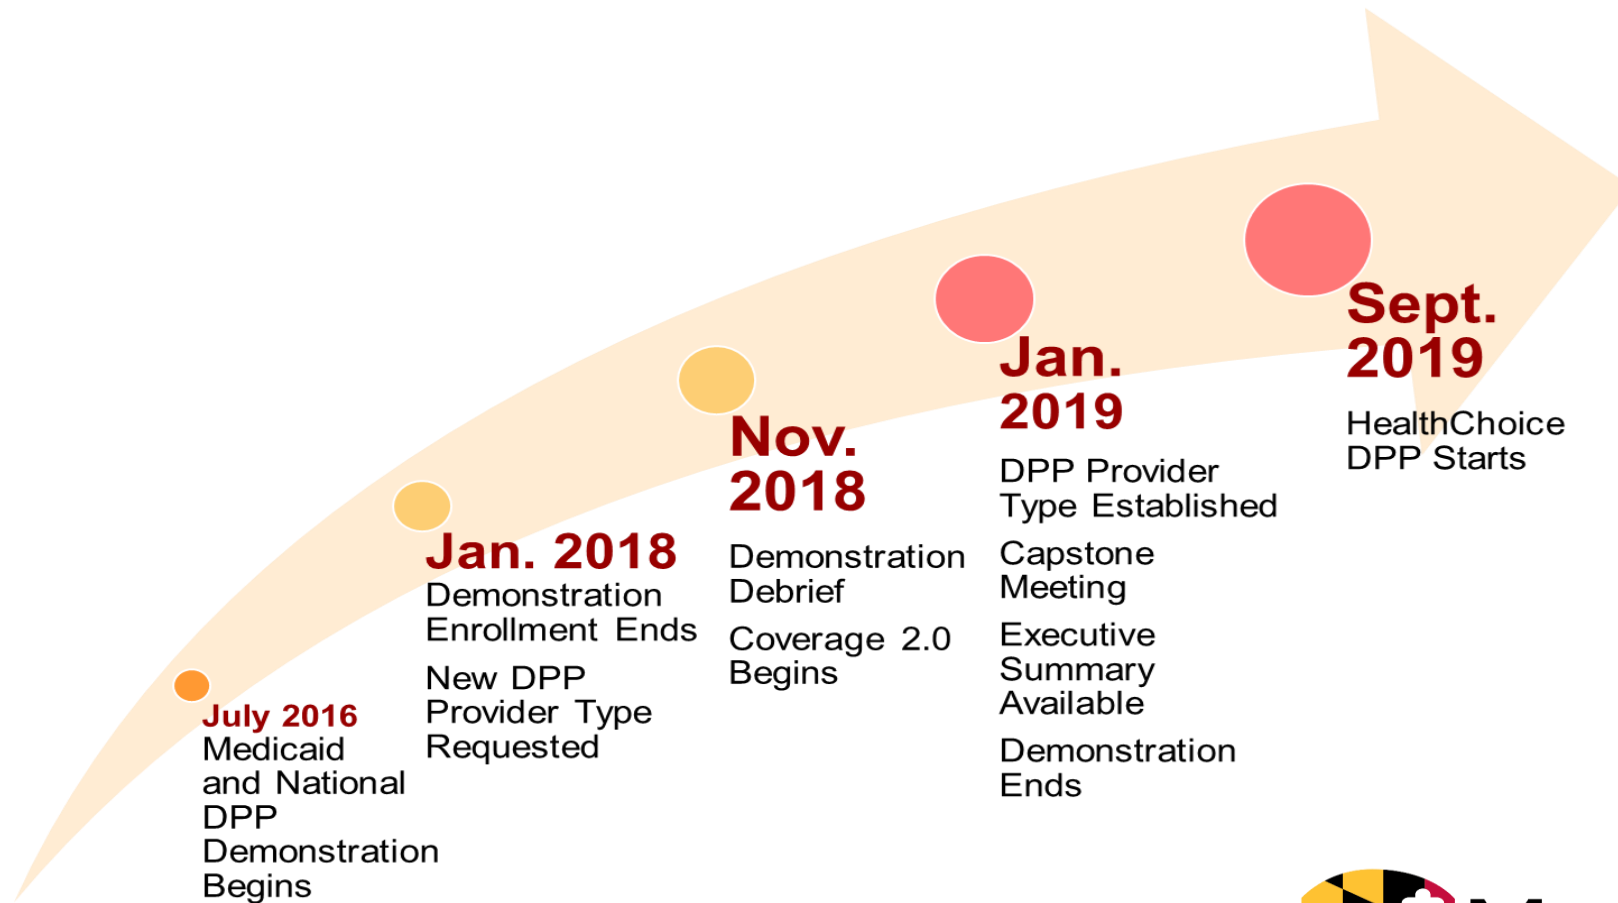 July 2016
Medicaid
and National
DPP
Demonstration
Begins
Jan. 2018
Demonstration
Enrollment Ends
New DPP
Provider Type
Requested
Nov.
2018
Demonstration
Debrief
Coverage 2.0
Begins
Jan.
2019
DPP Provider
Type Established
Capstone
Meeting
Executive
Summary
Available
Demonstration
Ends
Sept.
2019
HealthChoice
DPP Starts